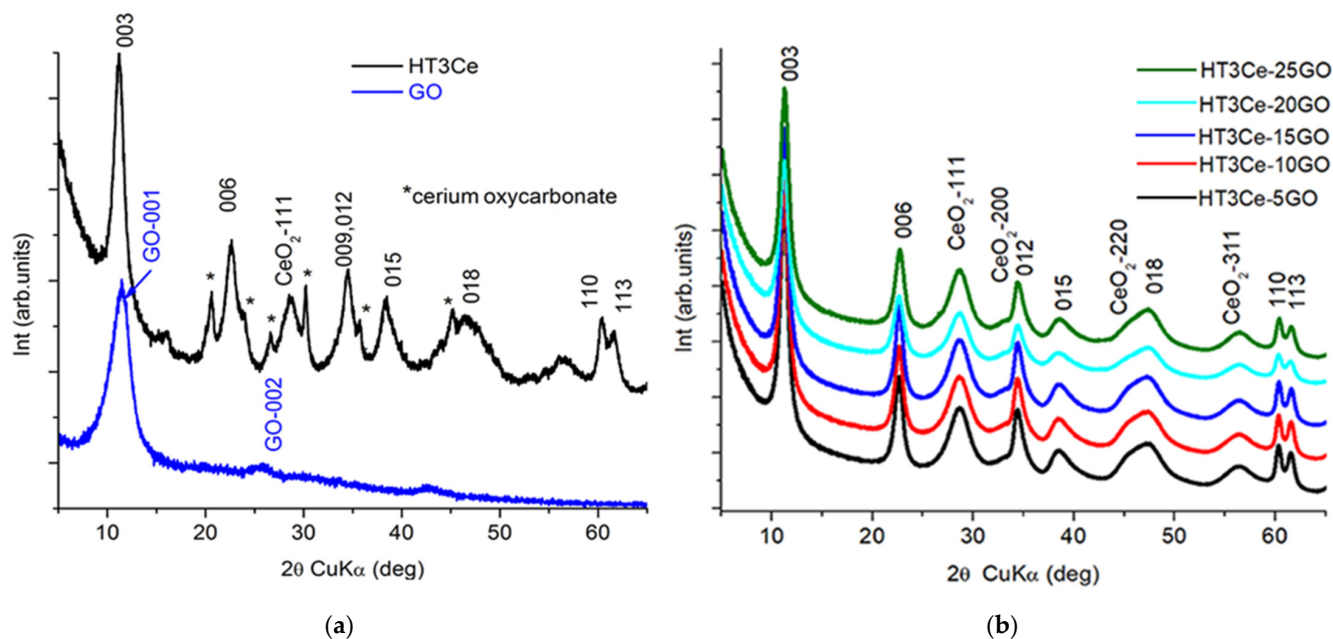 003
HT3Ce
GO
GO-001
006
CeO₂-111
009,012
*cerium oxycarbonate
* * * * * *
015
018
110
113
GO-002
Int (arb.units)
10 20 30 40 50 60
2θ CuKα (deg)
(a)
003
HT3Ce-25GO
HT3Ce-20GO
HT3Ce-15GO
HT3Ce-10GO
HT3Ce-5GO
006
CeO₂-111
CeO₂-200
012
015
CeO₂-220
018
CeO₂-311
110
113
Int (arb.units)
10 20 30 40 50 60
2θ CuKα (deg)
(b)